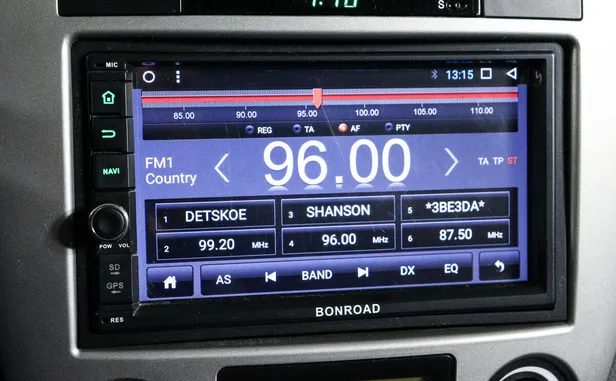 S
MIC
13:15
85.00 90.00 95.00 100.00 105.00 110.00
REG TA AF PTY
NAVI
FM1
Country
96.00
TA TP ST
1 DETSKOE 3 SHANSON 5 *3BE3DA*
2 99.20 MHz 4 96.00 MHz 6 87.50 MHz
POW VOL
SD
GPS
AS BAND DX EQ
RES
BONROAD